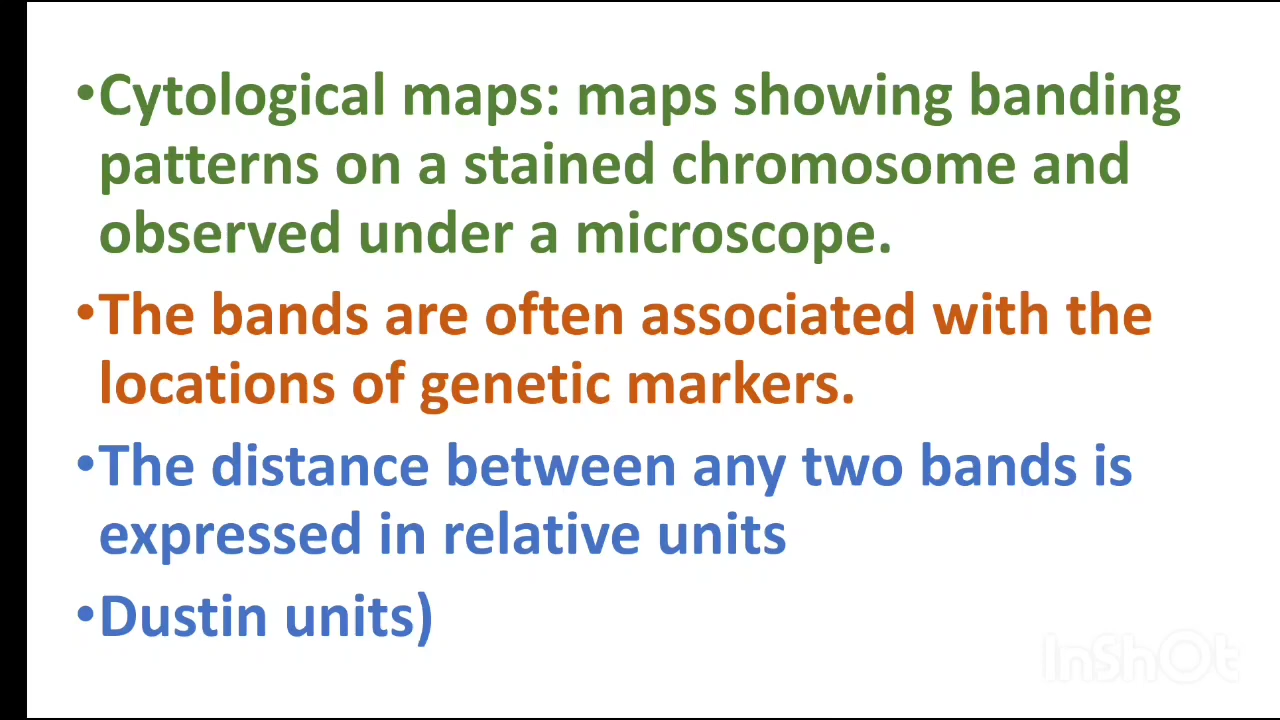 •Cytological maps: maps showing banding
patterns on a stained chromosome and
observed under a microscope.
•The bands are often associated with the
locations of genetic markers.
•The distance between any two bands is
expressed in relative units
•Dustin units)
InShOt